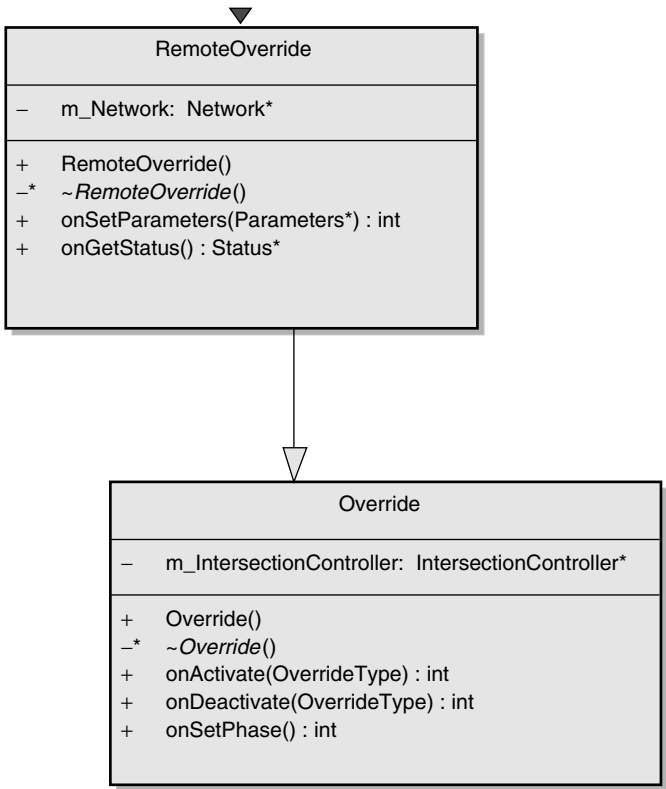 RemoteOverride
– m_Network: Network*
+ RemoteOverride()
–* ~RemoteOverride()
+ onSetParameters(Parameters*) : int
+ onGetStatus() : Status*
Override
– m_IntersectionController: IntersectionController*
+ Override()
–* ~Override()
+ onActivate(OverrideType) : int
+ onDeactivate(OverrideType) : int
+ onSetPhase() : int